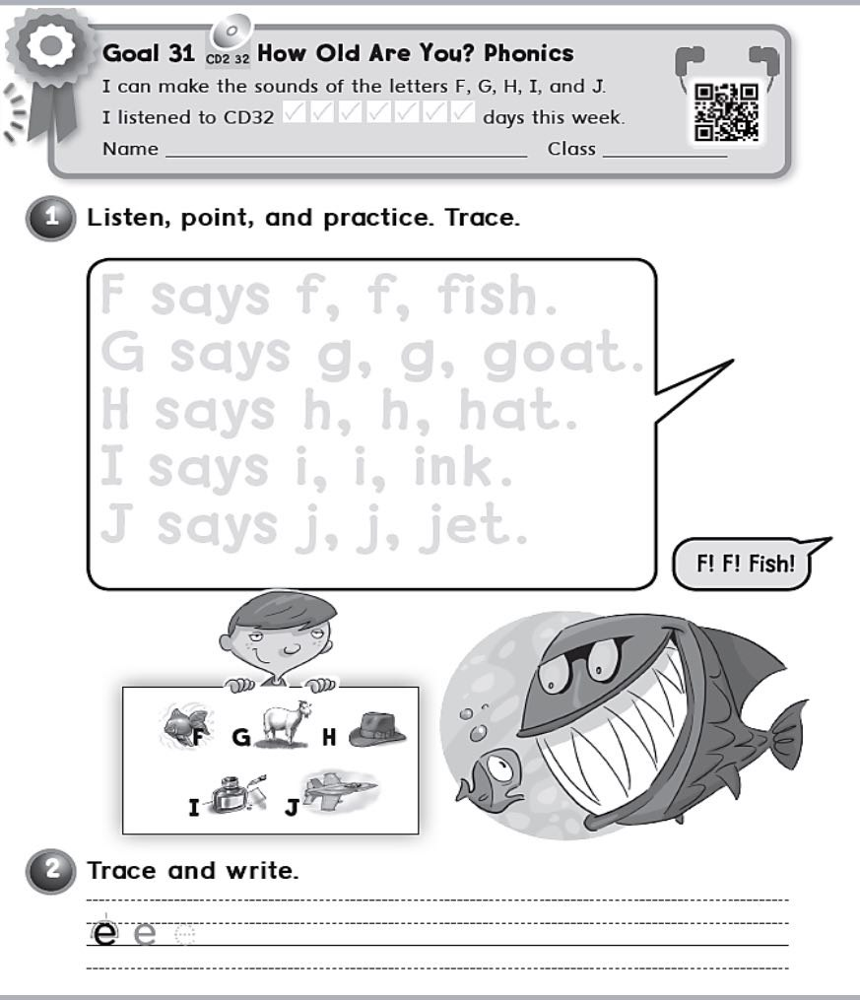 Goal 31 CD2 32 How Old Are You? Phonics
I can make the sounds of the letters F, G, H, I, and J.
I listened to CD32 days this week.
Name Class
1 Listen, point, and practice. Trace.
F says f, f, fish.
G says g, g, goat.
H says h, h, hat.
I says i, i, ink.
J says j, j, jet.
F! F! Fish!
F G H
I J
2 Trace and write.
e e e